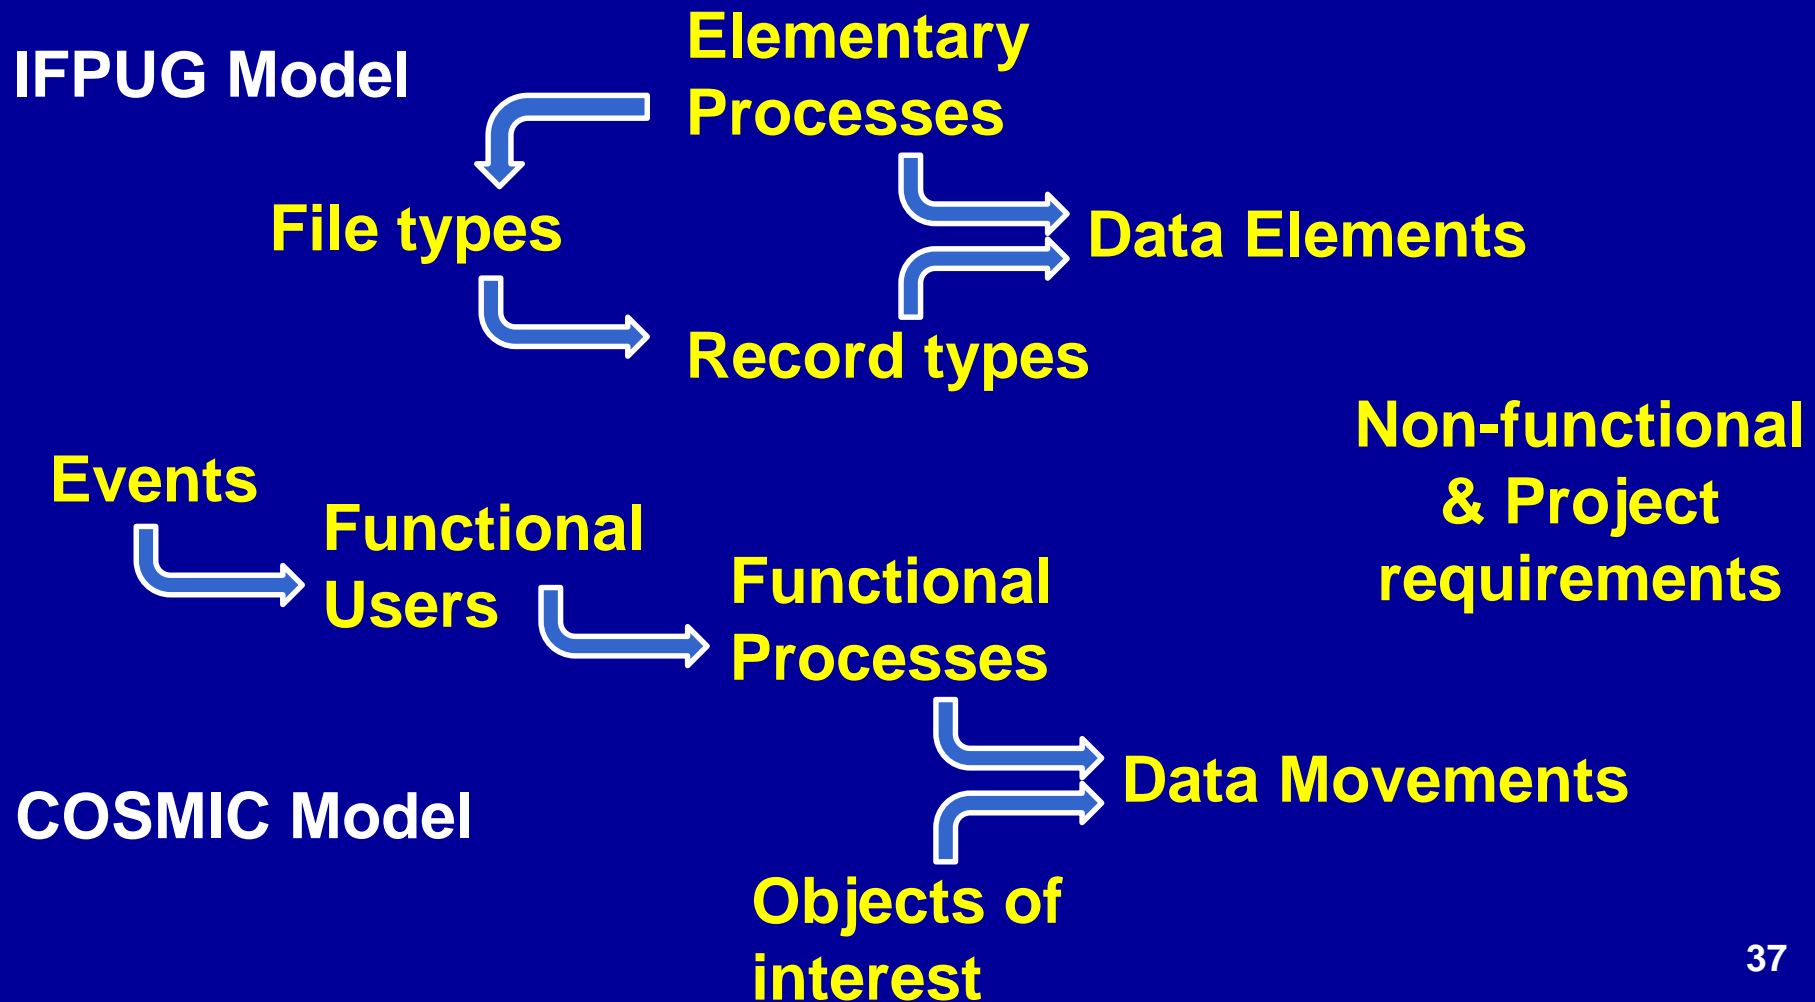 IFPUG Model
Elementary
Processes
File types
Data Elements
Record types
Non-functional
& Project
requirements
Events
Functional
Users
Functional
Processes
Data Movements
COSMIC Model
Objects of
interest
37